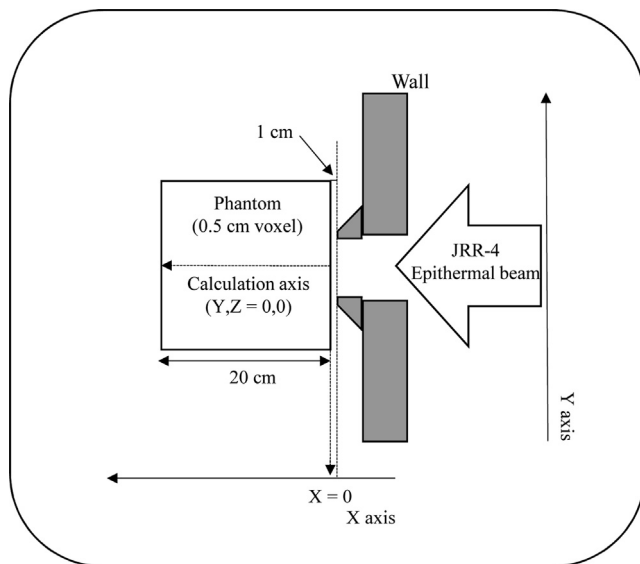 Wall
1 cm
Phantom
(0.5 cm voxel)
JRR-4
Epithermal beam
Calculation axis
(Y,Z = 0,0)
20 cm
Y axis
X = 0
X axis